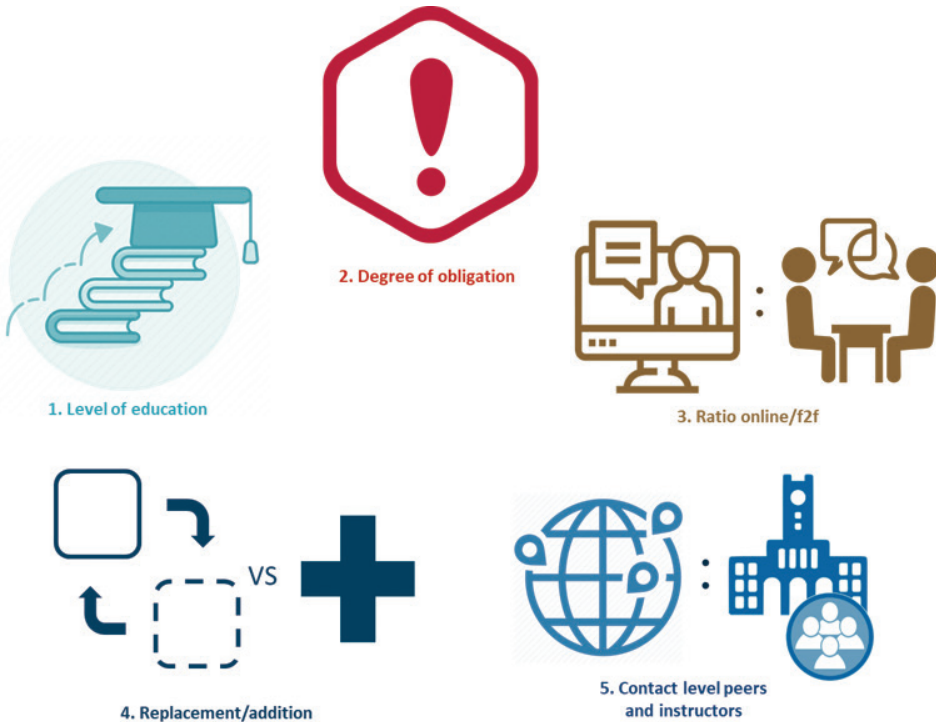 2. Degree of obligation
1. Level of education
:
3. Ratio online/f2f
VS
:
4. Replacement/addition
5. Contact level peers
and instructors